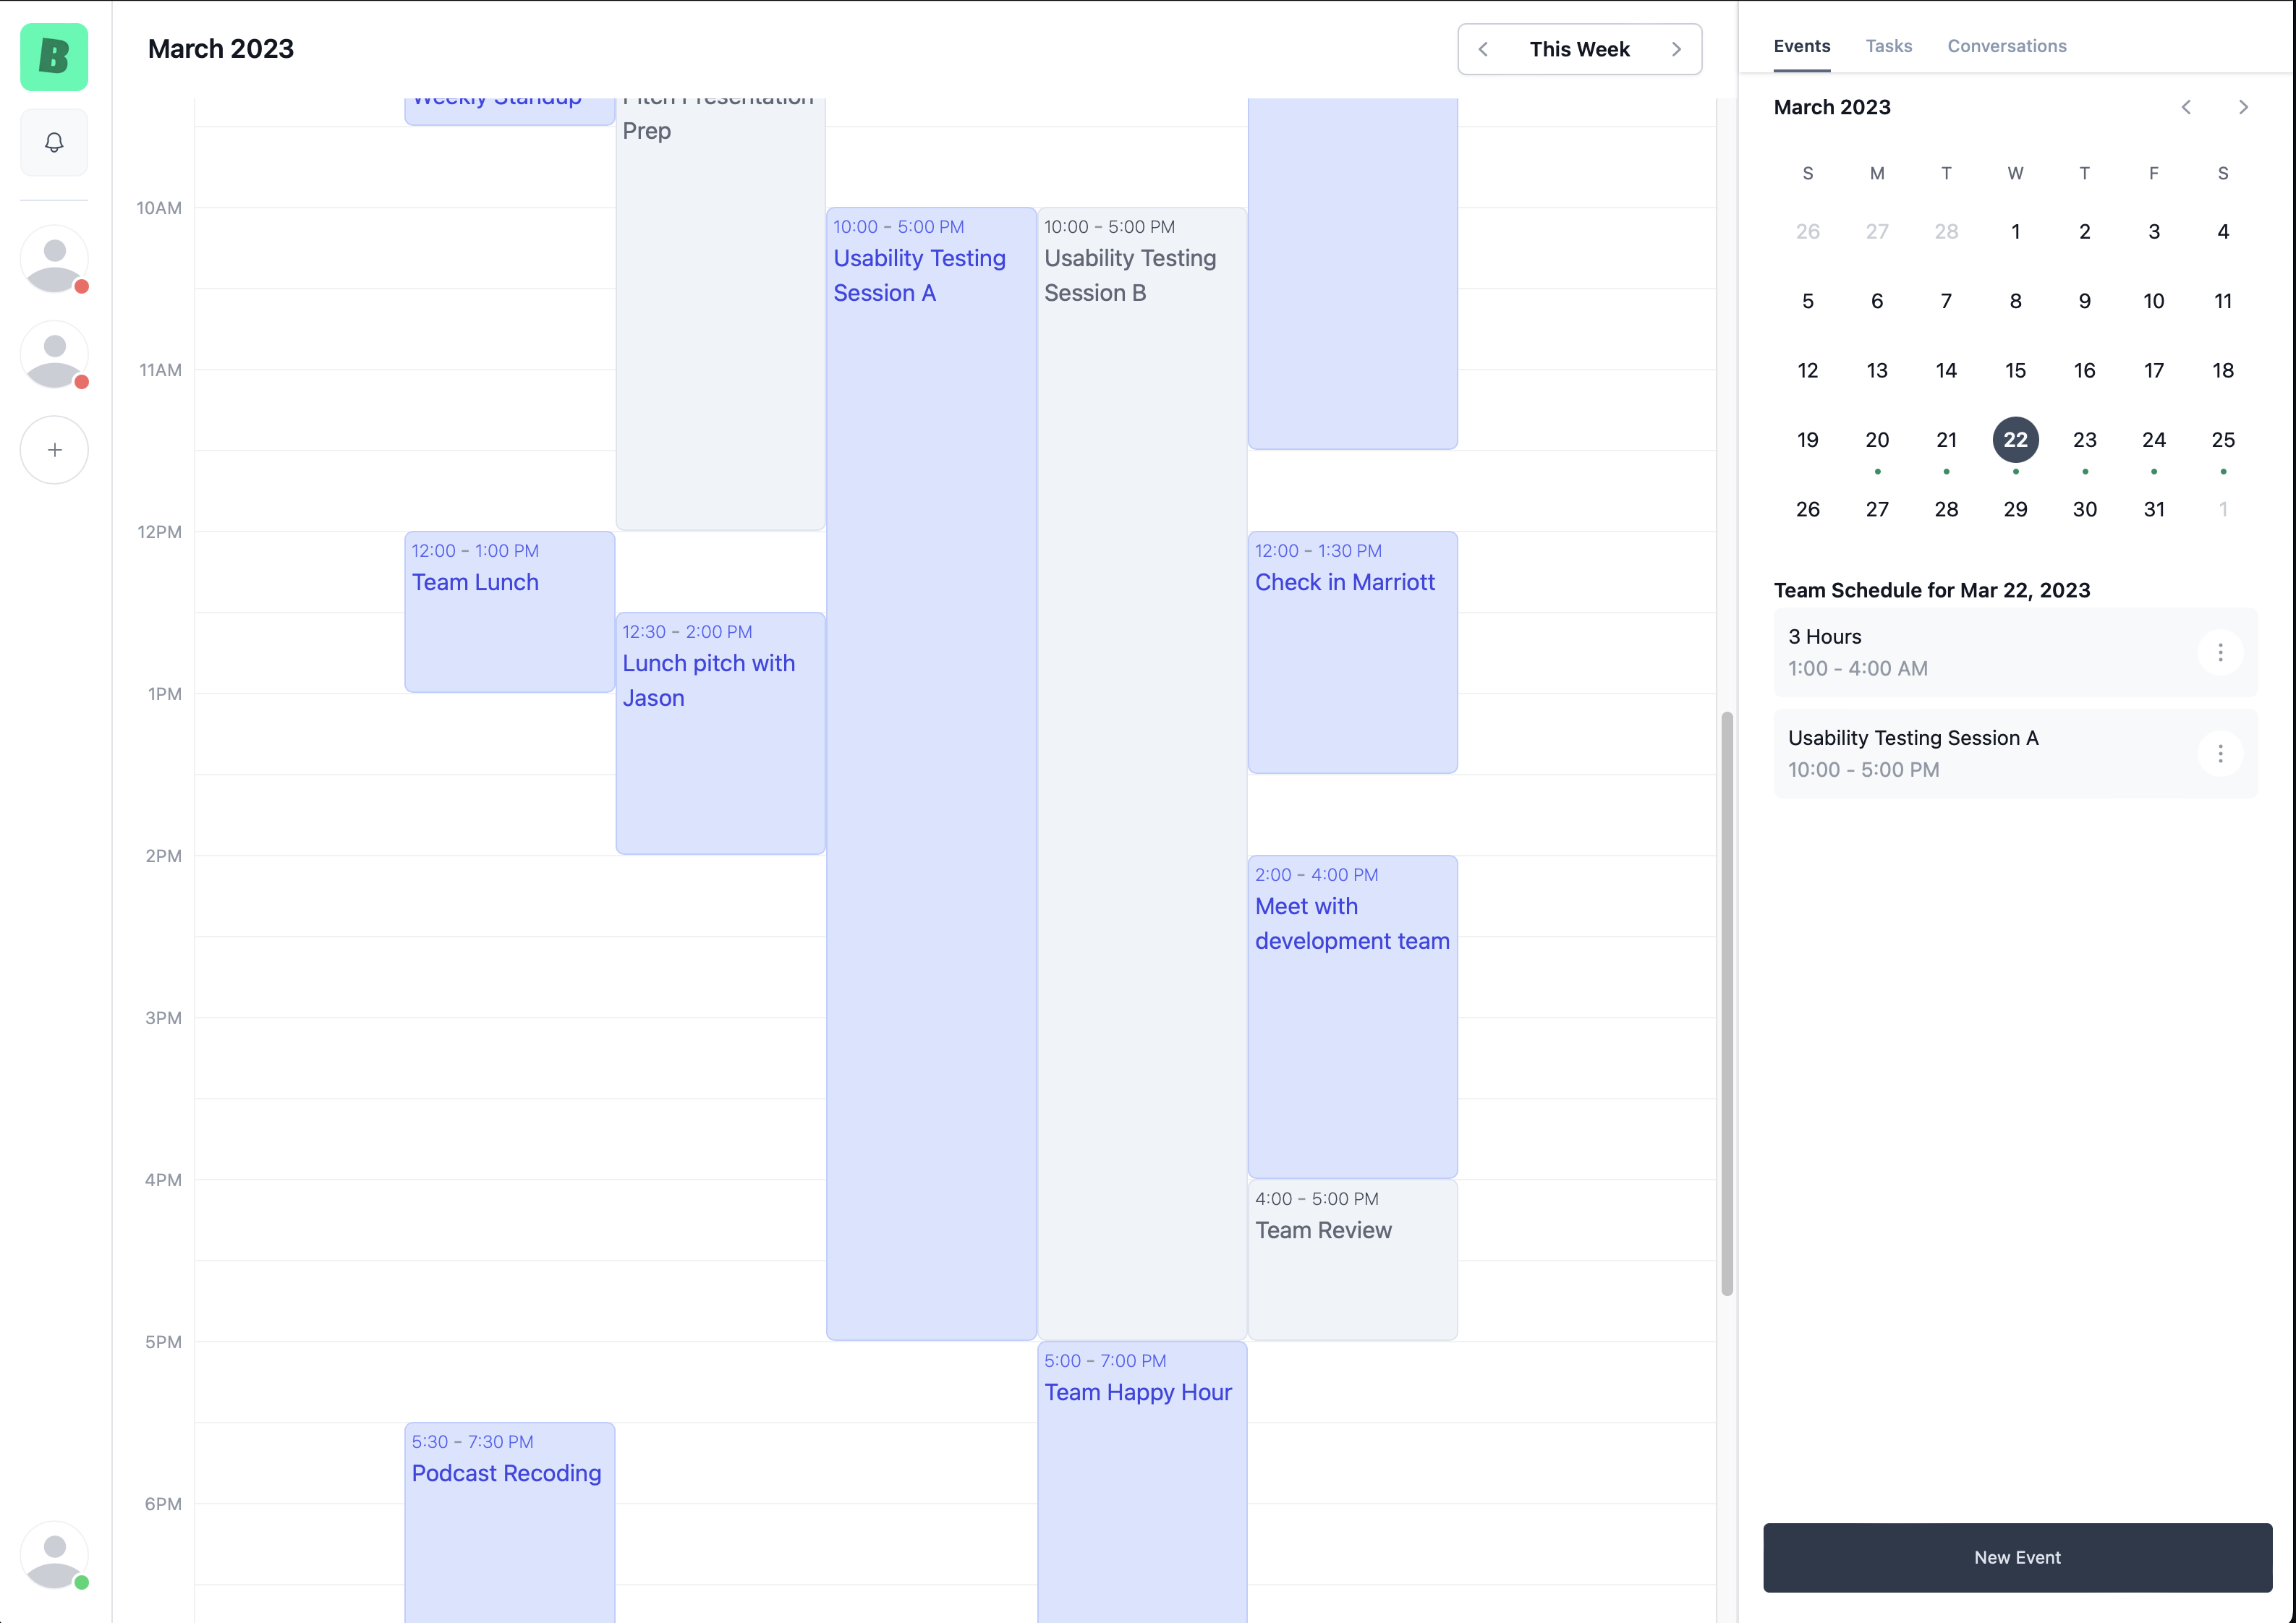 B
March 2023
This Week
Weekly Standup
Pitch Presentation
Prep
10AM
10:00 – 5:00 PM
Usability Testing
Session A
10:00 – 5:00 PM
Usability Testing
Session B
11AM
12PM
12:00 – 1:00 PM
Team Lunch
12:30 – 2:00 PM
Lunch pitch with
Jason
12:00 – 1:30 PM
Check in Marriott
1PM
2PM
2:00 – 4:00 PM
Meet with
development team
3PM
4PM
4:00 – 5:00 PM
Team Review
5PM
5:00 – 7:00 PM
Team Happy Hour
5:30 – 7:30 PM
Podcast Recoding
6PM
Events Tasks Conversations
March 2023
S M T W T F S
26 27 28 1 2 3 4
5 6 7 8 9 10 11
12 13 14 15 16 17 18
19 20 21 22 23 24 25
26 27 28 29 30 31 1
Team Schedule for Mar 22, 2023
3 Hours
1:00 - 4:00 AM
Usability Testing Session A
10:00 - 5:00 PM
New Event